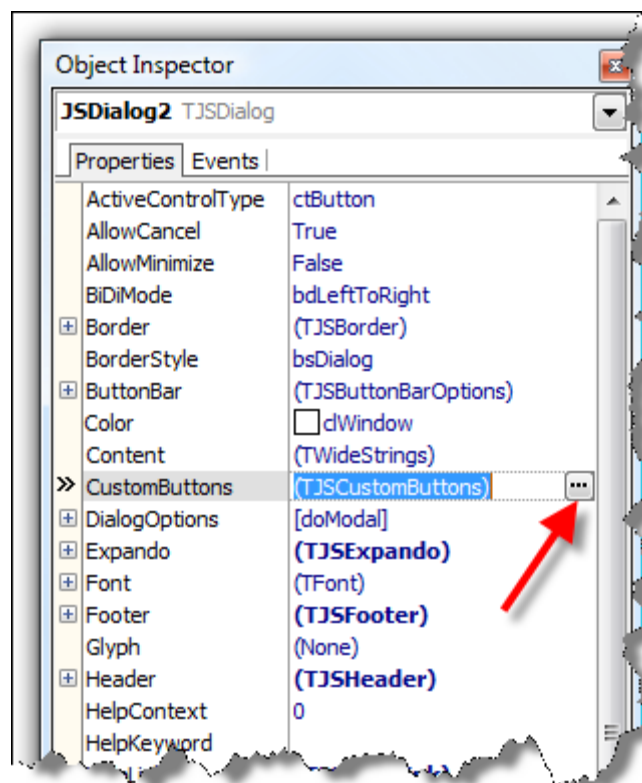 Object Inspector
JSDialog2 TJSDialog
Properties Events
ActiveControlType ctButton
AllowCancel True
AllowMinimize False
BiDiMode bdLeftToRight
Border (TJSBorder)
BorderStyle bsDialog
ButtonBar (TJSButtonBarOptions)
Color clWindow
Content (TWideStrings)
CustomButtons (TJSCustomButtons)
DialogOptions [doModal]
Expando (TJSExpando)
Font (TFont)
Footer (TJSFooter)
Glyph (None)
Header (TJSHeader)
HelpContext 0
HelpKeyword